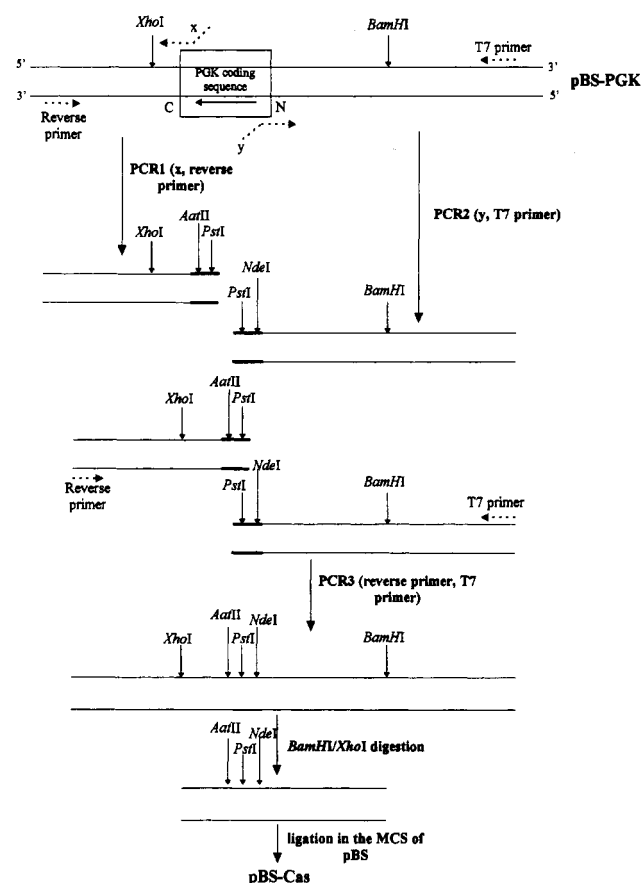 XhoI
x
BamHI
T7 primer
5'
3'
pBS-PGK
PGK coding
sequence
3'
C
N
5'
Reverse
primer
y
PCR1 (x, reverse
primer)
PCR2 (y, T7 primer)
AatII
XhoI
PstI
NdeI
PstI
BamHI
AatII
XhoI
PstI
NdeI
Reverse
primer
PstI
BamHI
T7 primer
PCR3 (reverse primer, T7
primer)
AatII
NdeI
XhoI
PstI
BamHI
AatII
NdeI
PstI
BamHI/XhoI digestion
ligation in the MCS of
pBS
pBS-Cas